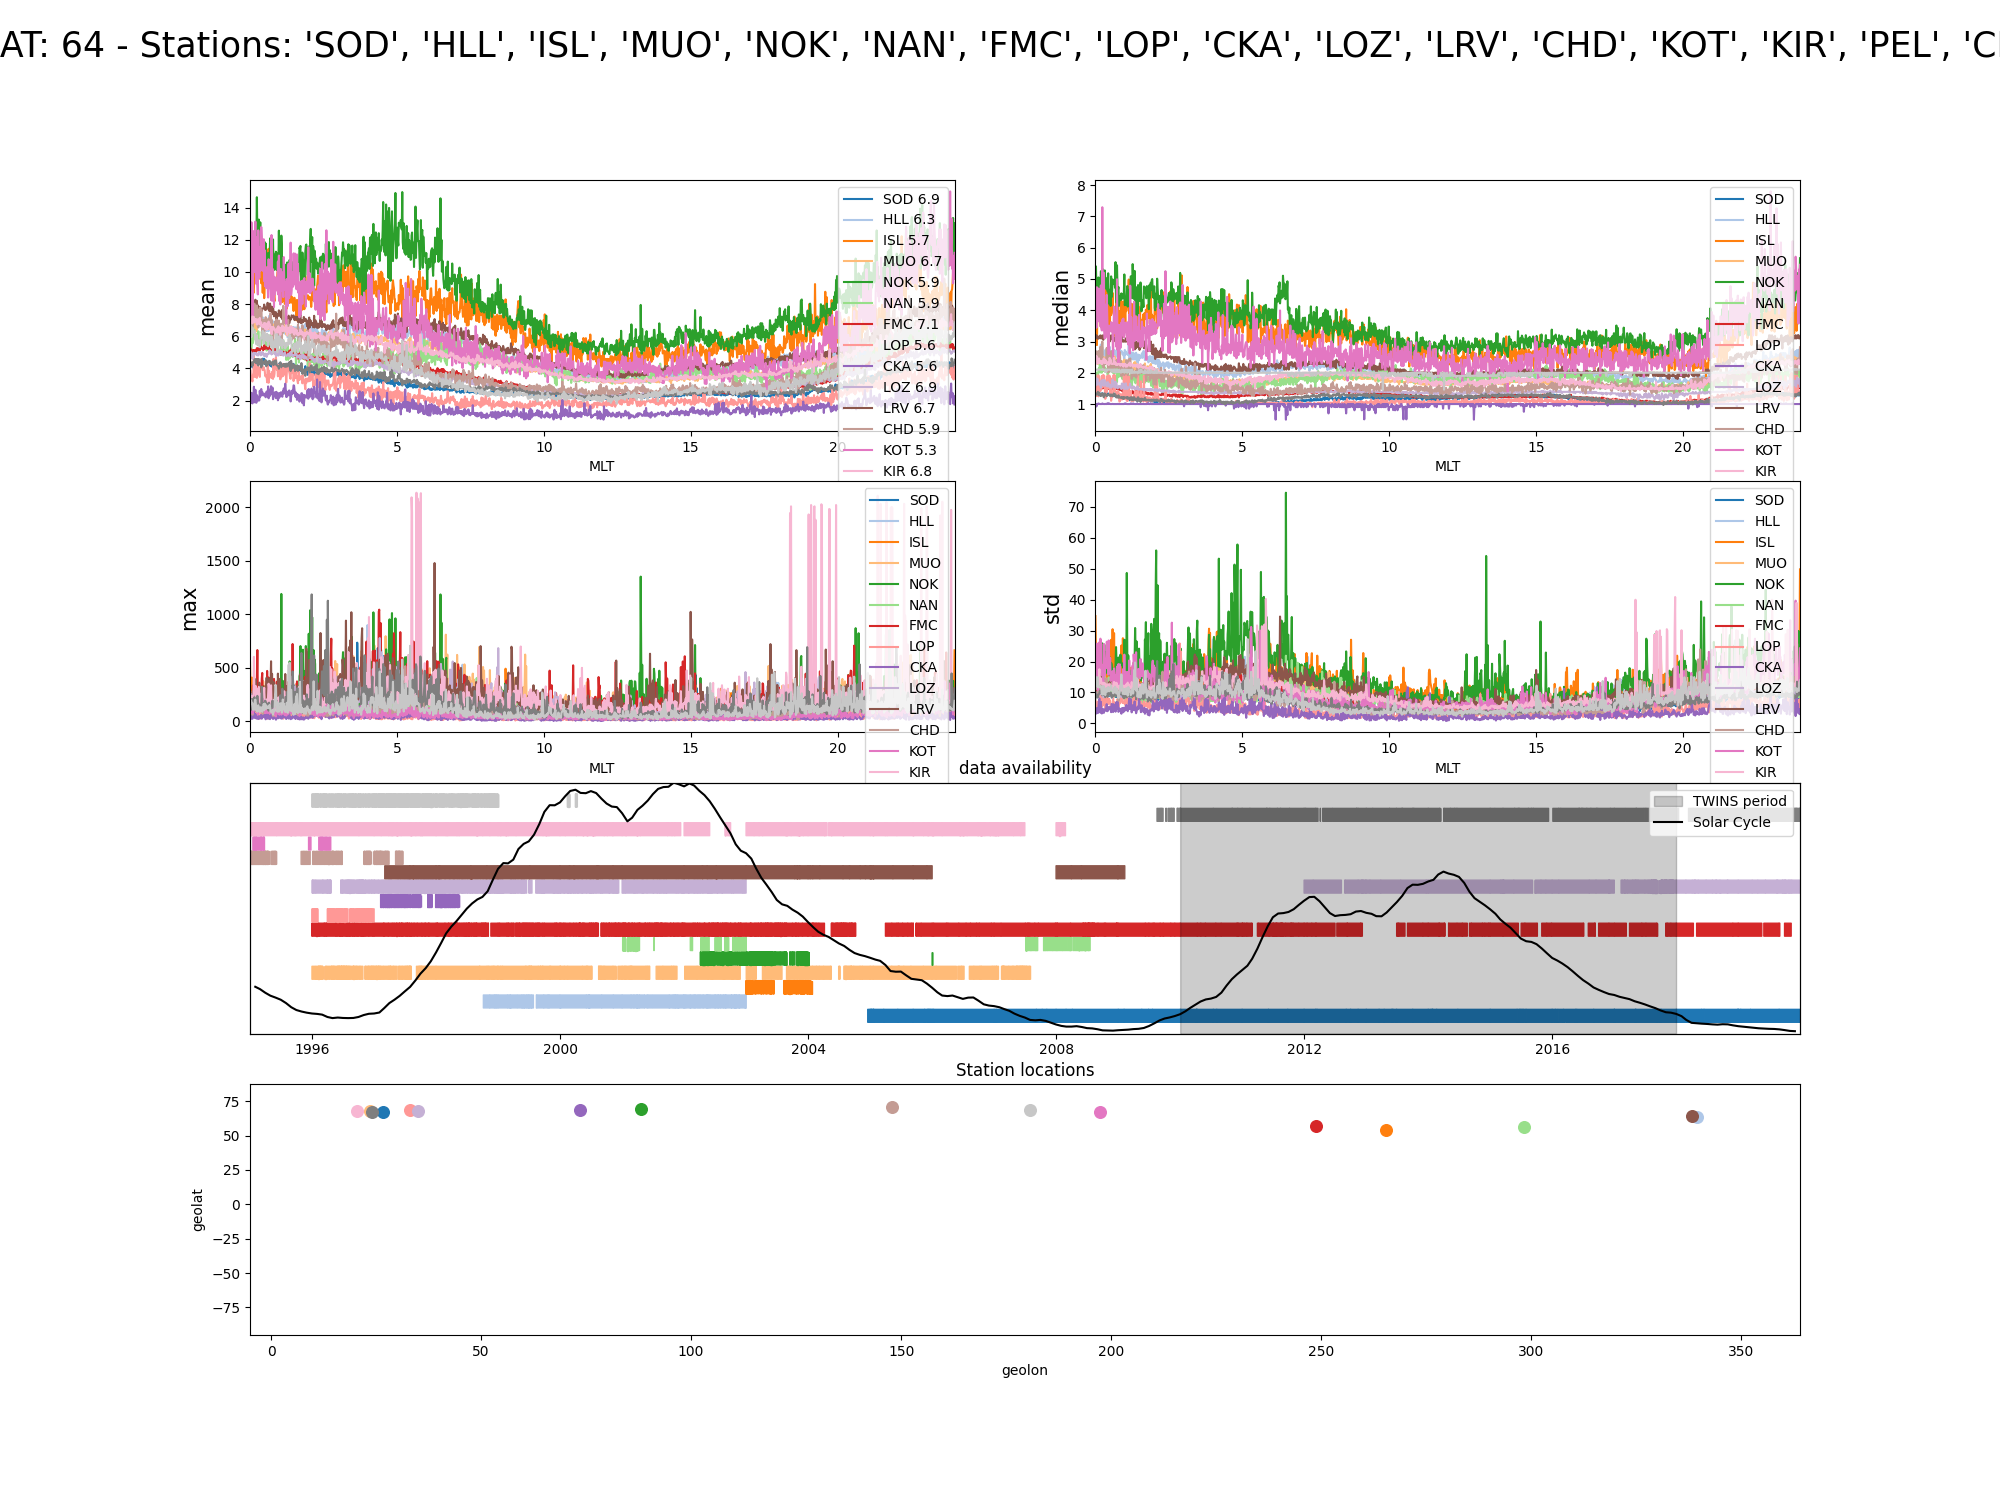 AT: 64 - Stations: 'SOD', 'HLL', 'ISL', 'MUO', 'NOK', 'NAN', 'FMC', 'LOP', 'CKA', 'LOZ', 'LRV', 'CHD', 'KOT', 'KIR', 'PEL', 'C
mean
14
12
10
8
6
4
2
0 5 10 15 20
MLT
SOD 6.9
HLL 6.3
ISL 5.7
MUO 6.7
NOK 5.9
NAN 5.9
FMC 7.1
LOP 5.6
CKA 5.6
LOZ 6.9
LRV 6.7
CHD 5.9
KOT 5.3
KIR 6.8
median
8
7
6
5
4
3
2
1
0 5 10 15 20
MLT
SOD
HLL
ISL
MUO
NOK
NAN
FMC
LOP
CKA
LOZ
LRV
CHD
KOT
KIR
max
2000
1500
1000
500
0
0 5 10 15 20
MLT
SOD
HLL
ISL
MUO
NOK
NAN
FMC
LOP
CKA
LOZ
LRV
CHD
KOT
KIR
std
70
60
50
40
30
20
10
0
0 5 10 15 20
MLT
SOD
HLL
ISL
MUO
NOK
NAN
FMC
LOP
CKA
LOZ
LRV
CHD
KOT
KIR
data availability
TWINS period
Solar Cycle
1996 2000 2004 2008 2012 2016
Station locations
geolat
75
50
25
0
−25
−50
−75
0 50 100 150 200 250 300 350
geolon